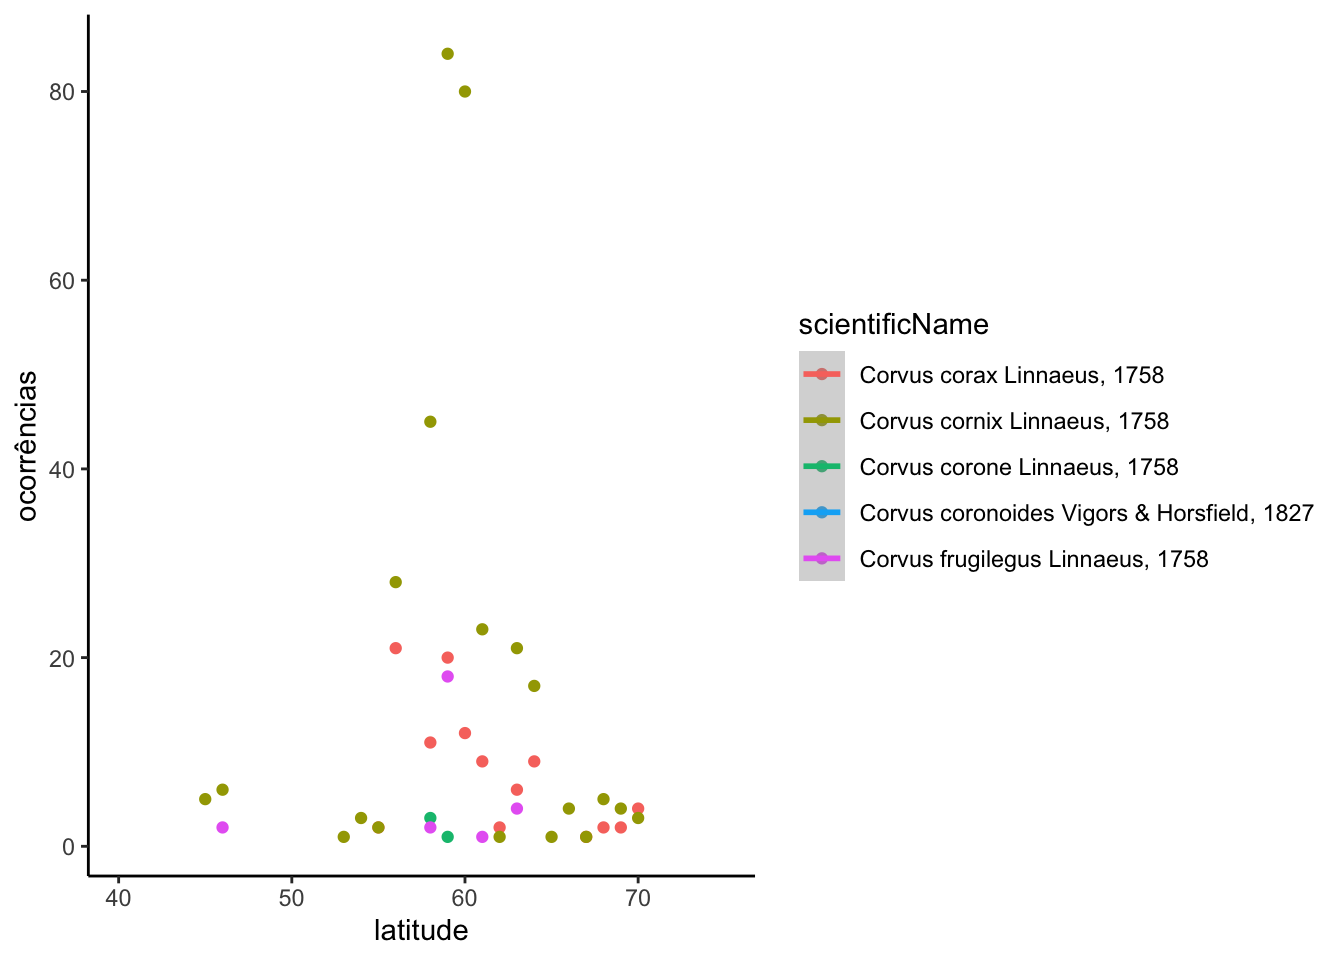 80
60
40
20
0
ocorrências
40 50 60 70
latitude
scientificName
Corvus corax Linnaeus, 1758
Corvus cornix Linnaeus, 1758
Corvus corone Linnaeus, 1758
Corvus coronoides Vigors & Horsfield, 1827
Corvus frugilegus Linnaeus, 1758